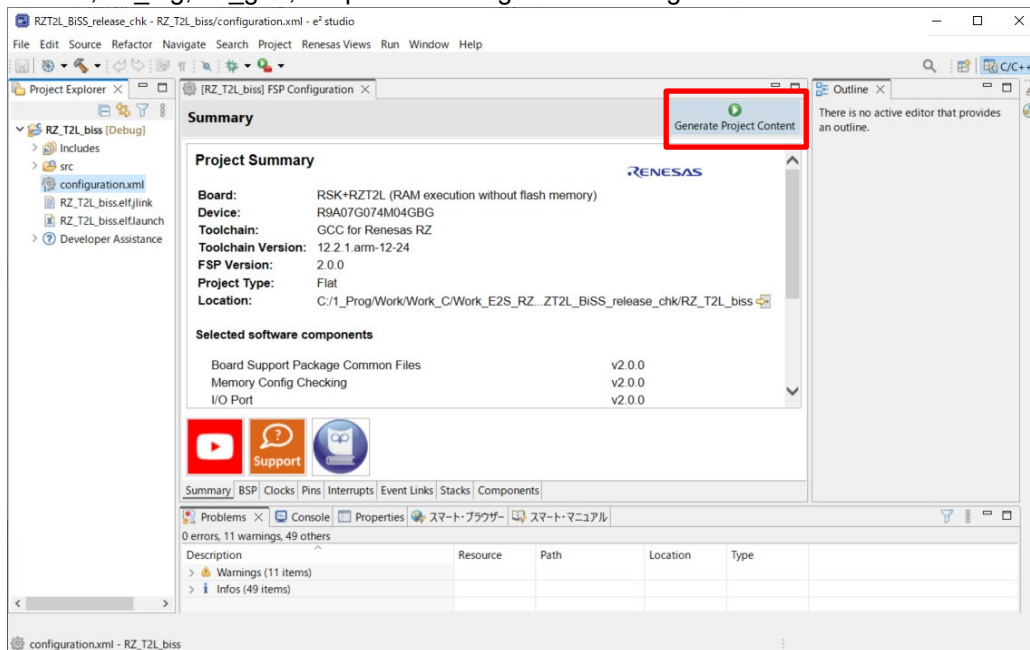 RZT2L_BiSS_release_chk - RZ_T2L_biss/configuration.xml - e² studio
File Edit Source Refactor Navigate Search Project Renesas Views Run Window Help
C/C++
Project Explorer
[RZ_T2L_biss] FSP Configuration
Outline
RZ_T2L_biss [Debug]
Includes
src
configuration.xml
RZ_T2L_biss.elf.jlink
RZ_T2L_biss.elf.launch
Developer Assistance
Summary
Generate Project Content
There is no active editor that provides
an outline.
Project Summary
RENESAS
Board: RSK+RZT2L (RAM execution without flash memory)
Device: R9A07G074M04GBG
Toolchain: GCC for Renesas RZ
Toolchain Version: 12.2.1.arm-12-24
FSP Version: 2.0.0
Project Type: Flat
Location: C:/1_Prog/Work/Work_C/Work_E2S_RZ...ZT2L_BiSS_release_chk/RZ_T2L_biss
Selected software components
Board Support Package Common Files v2.0.0
Memory Config Checking v2.0.0
I/O Port v2.0.0
Support
Summary BSP Clocks Pins Interrupts Event Links Stacks Components
Problems Console Properties スマート・ブラウザー スマート・マニュアル
0 errors, 11 warnings, 49 others
Description Resource Path Location Type
Warnings (11 items)
Infos (49 items)
configuration.xml - RZ_T2L_biss